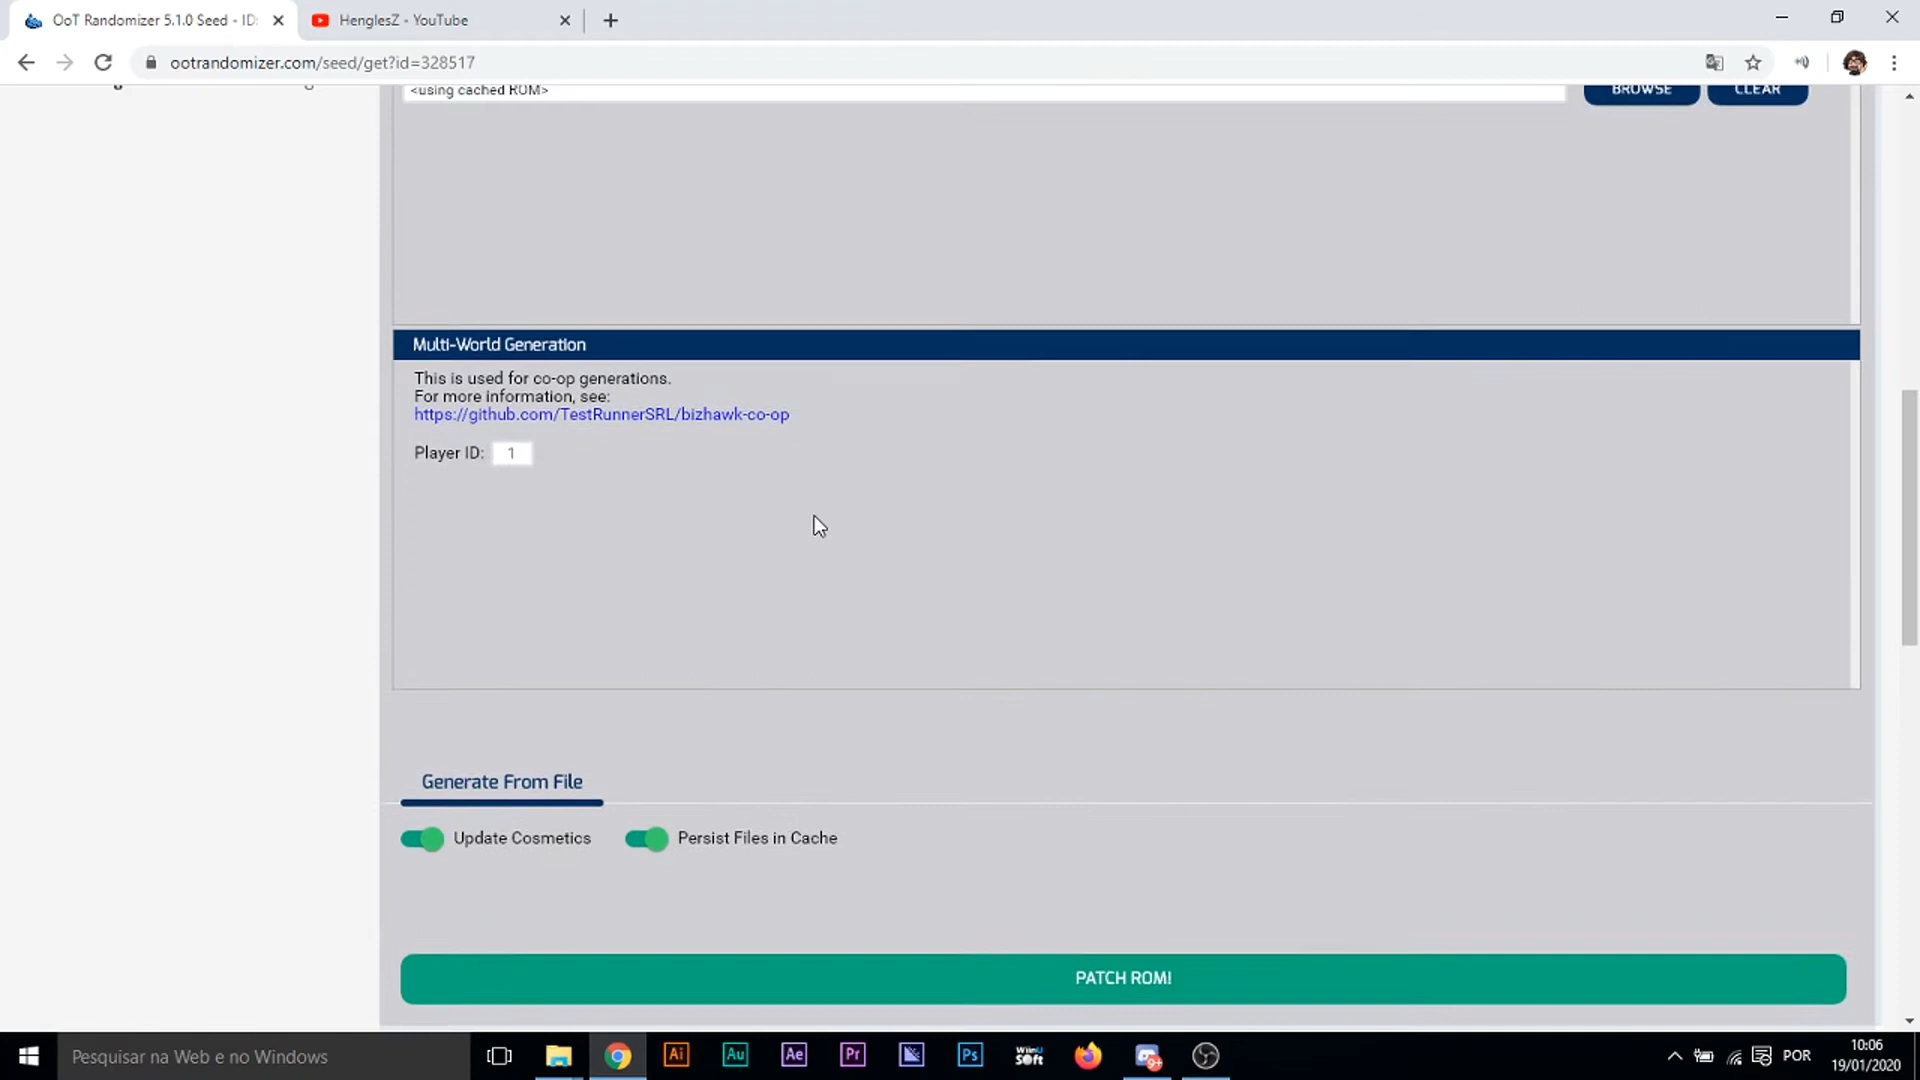 OoT Randomizer 5.1.0 Seed - ID:
HenglesZ - YouTube
ootrandomizer.com/seed/get?id=328517
<using cached ROM>
BROWSE
CLEAR
Multi-World Generation
This is used for co-op generations.
For more information, see:
https://github.com/TestRunnerSRL/bizhawk-co-op
Player ID: 1
Generate From File
Update Cosmetics
Persist Files in Cache
PATCH ROM!
Pesquisar na Web e no Windows
Ai
Au
Ae
Pr
Ps
WiinU
SOft
9+
POR
10:06
19/01/2020